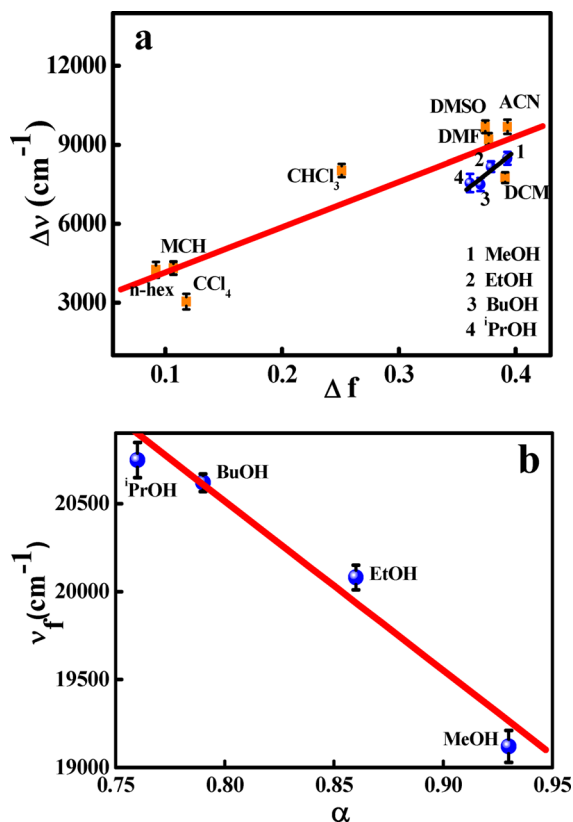 a
12000
9000
6000
3000
Δν (cm⁻¹)
DMSO
ACN
DMF
CHCl₃
2
1
4
3
DCM
MCH
n-hex
CCl₄
1 MeOH
2 EtOH
3 BuOH
4 ⁱPrOH
0.1 0.2 0.3 0.4
Δ f
b
20500
20000
19500
19000
ν_f (cm⁻¹)
ⁱPrOH
BuOH
EtOH
MeOH
0.75 0.80 0.85 0.90 0.95
α